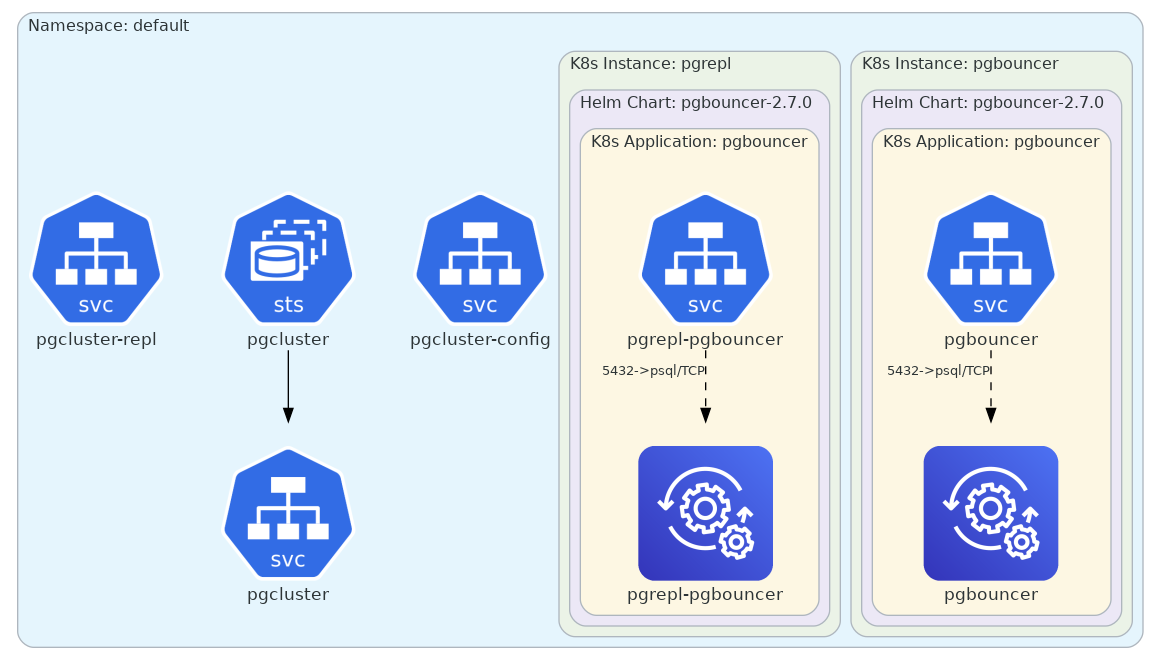 Namespace: default
K8s Instance: pgrepl
K8s Instance: pgbouncer
Helm Chart: pgbouncer-2.7.0
Helm Chart: pgbouncer-2.7.0
K8s Application: pgbouncer
K8s Application: pgbouncer
svc
sts
svc
svc
svc
pgcluster-repl
pgcluster
pgcluster-config
pgrepl-pgbouncer
pgbouncer
5432->psql/TCP
5432->psql/TCP
svc
pgcluster
pgrepl-pgbouncer
pgbouncer